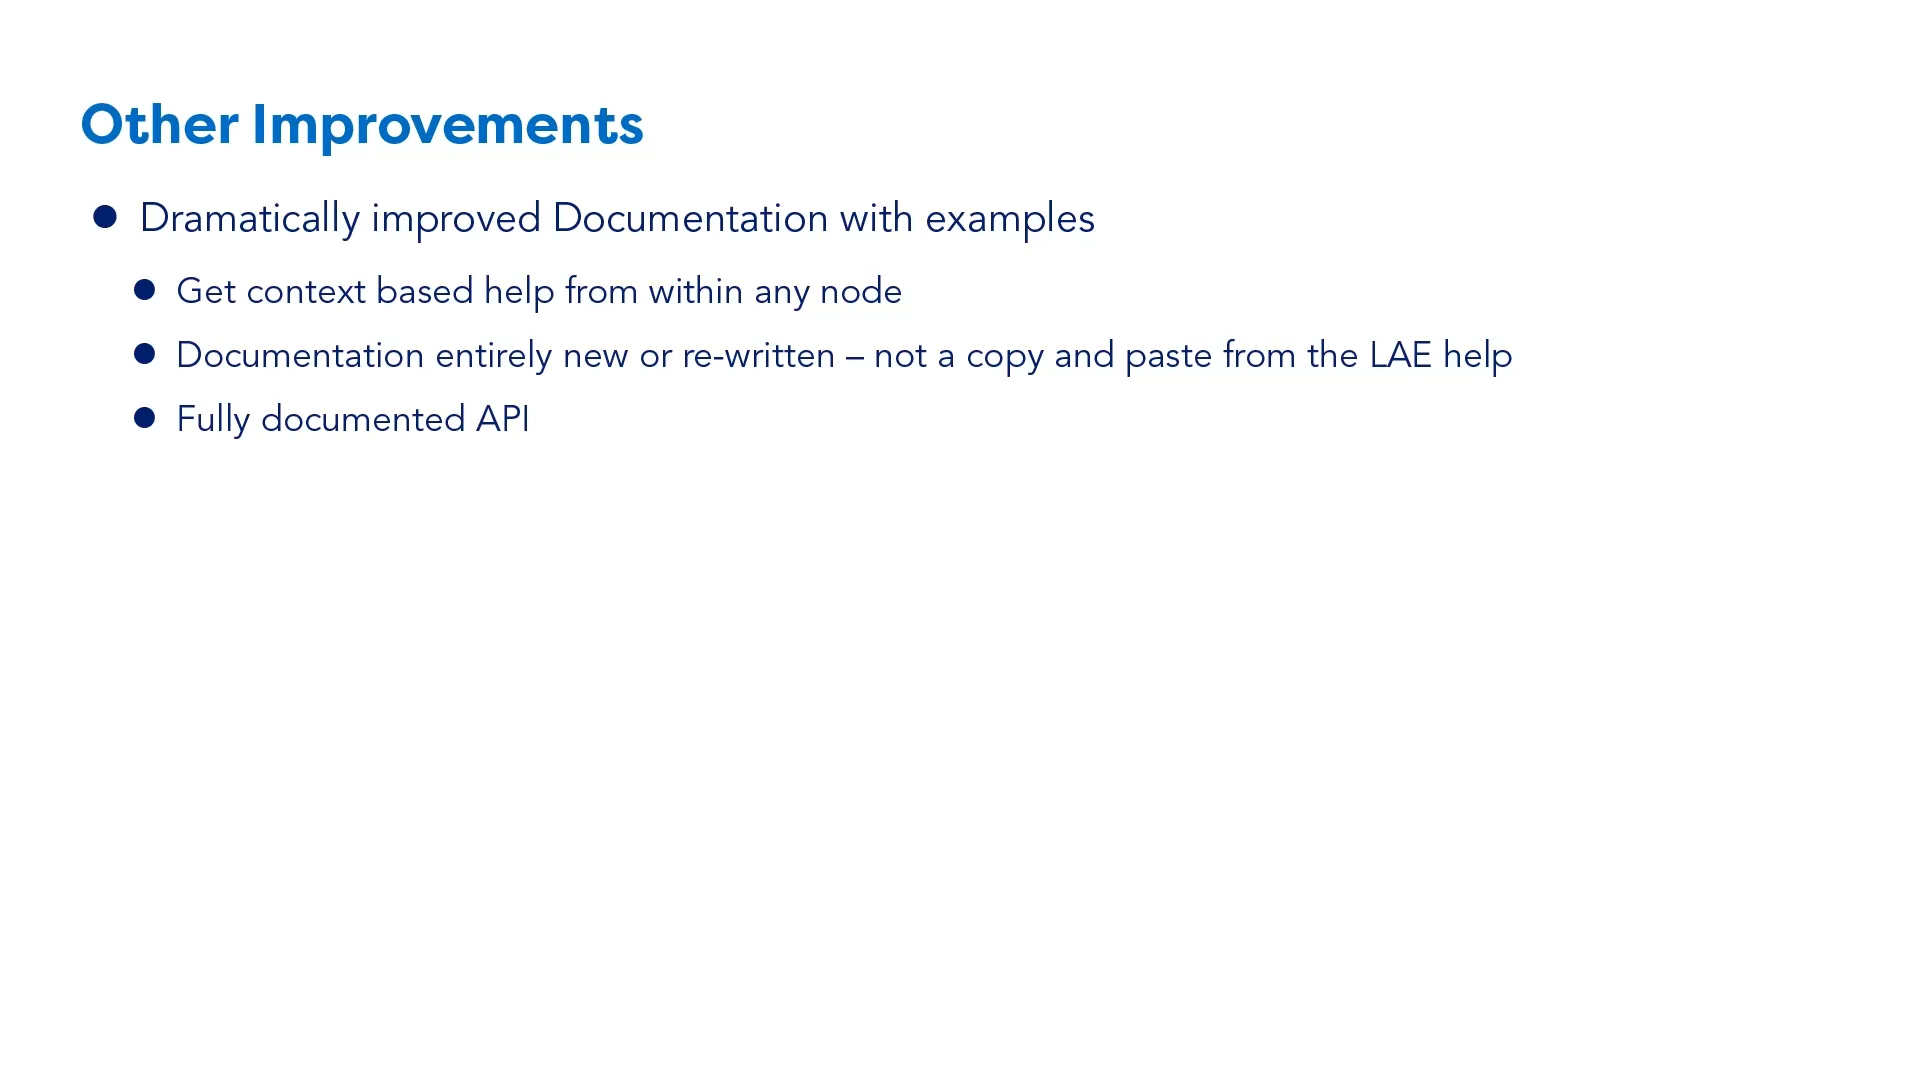 Other Improvements
● Dramatically improved Documentation with examples
● Get context based help from within any node
● Documentation entirely new or re-written – not a copy and paste from the LAE help
● Fully documented API